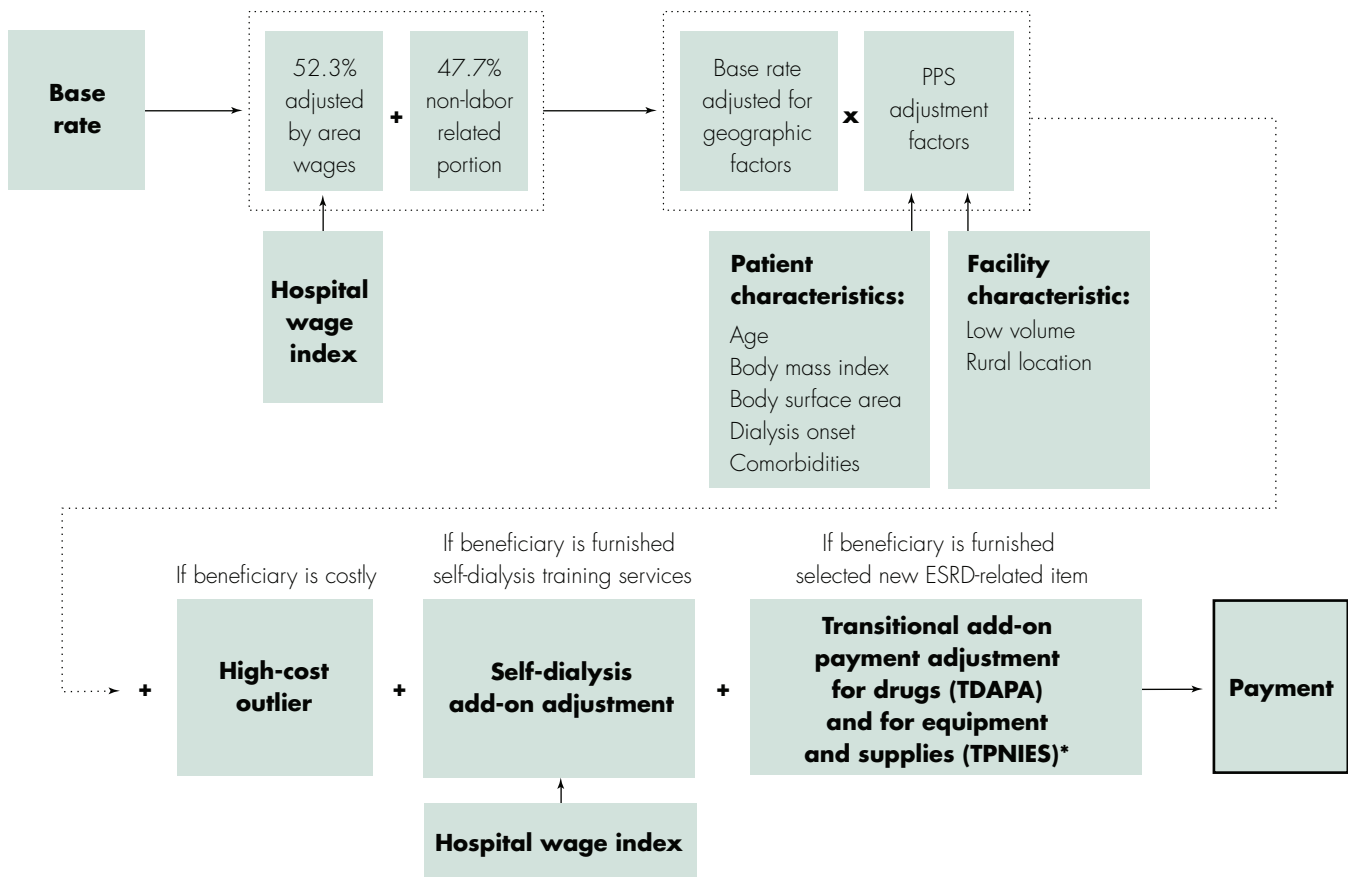 Base
rate
52.3%
adjusted
by area
wages
+
47.7%
non-labor
related
portion
Base rate
adjusted for
geographic
factors
x
PPS
adjustment
factors
Hospital
wage
index
Patient
characteristics:
Age
Body mass index
Body surface area
Dialysis onset
Comorbidities
Facility
characteristic:
Low volume
Rural location
If beneficiary is costly
If beneficiary is furnished
self-dialysis training services
If beneficiary is furnished
selected new ESRD-related item
+
High-cost
outlier
+
Self-dialysis
add-on adjustment
+
Transitional add-on
payment adjustment
for drugs (TDAPA)
and for equipment
and supplies (TPNIES)*
Payment
Hospital wage index